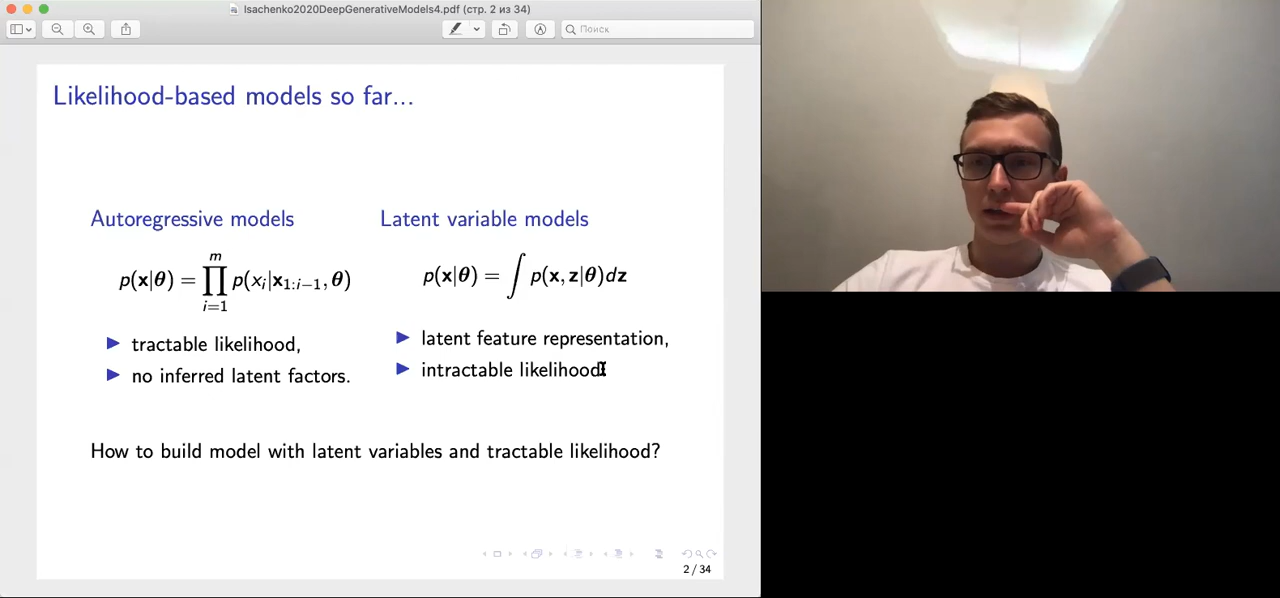 Isachenko2020DeepGenerativeModels4.pdf (стр. 2 из 34)
Поиск
Likelihood-based models so far...
Autoregressive models
p(x|θ) = ∏_{i=1}^{m} p(x_i|x_{1:i−1}, θ)
▶ tractable likelihood,
▶ no inferred latent factors.
Latent variable models
p(x|θ) = ∫ p(x, z|θ)dz
▶ latent feature representation,
▶ intractable likelihood
How to build model with latent variables and tractable likelihood?
2 / 34